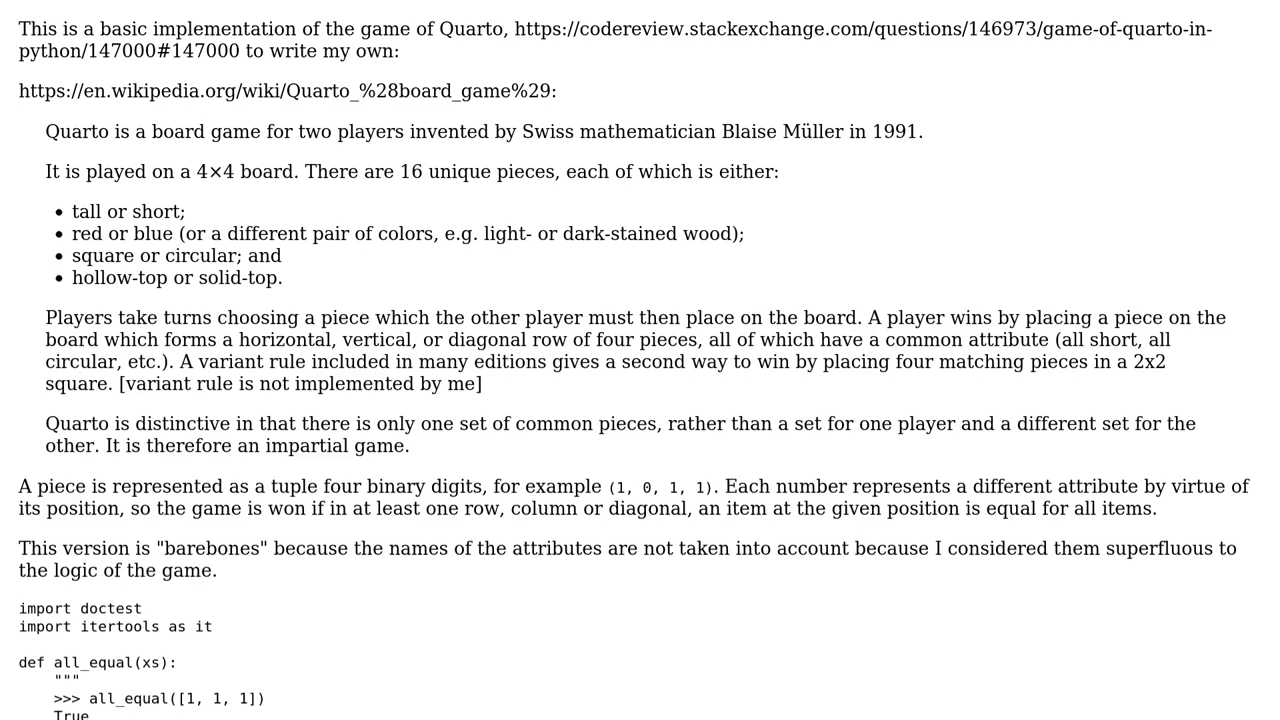 This is a basic implementation of the game of Quarto, https://codereview.stackexchange.com/questions/146973/game-of-quarto-in-
python/147000#147000 to write my own:
https://en.wikipedia.org/wiki/Quarto_%28board_game%29:
Quarto is a board game for two players invented by Swiss mathematician Blaise Müller in 1991.
It is played on a 4×4 board. There are 16 unique pieces, each of which is either:
• tall or short;
• red or blue (or a different pair of colors, e.g. light- or dark-stained wood);
• square or circular; and
• hollow-top or solid-top.
Players take turns choosing a piece which the other player must then place on the board. A player wins by placing a piece on the
board which forms a horizontal, vertical, or diagonal row of four pieces, all of which have a common attribute (all short, all
circular, etc.). A variant rule included in many editions gives a second way to win by placing four matching pieces in a 2x2
square. [variant rule is not implemented by me]
Quarto is distinctive in that there is only one set of common pieces, rather than a set for one player and a different set for the
other. It is therefore an impartial game.
A piece is represented as a tuple four binary digits, for example (1, 0, 1, 1). Each number represents a different attribute by virtue of
its position, so the game is won if in at least one row, column or diagonal, an item at the given position is equal for all items.
This version is "barebones" because the names of the attributes are not taken into account because I considered them superfluous to
the logic of the game.
import doctest
import itertools as it
def all_equal(xs):
    """
    >>> all_equal([1, 1, 1])
    True